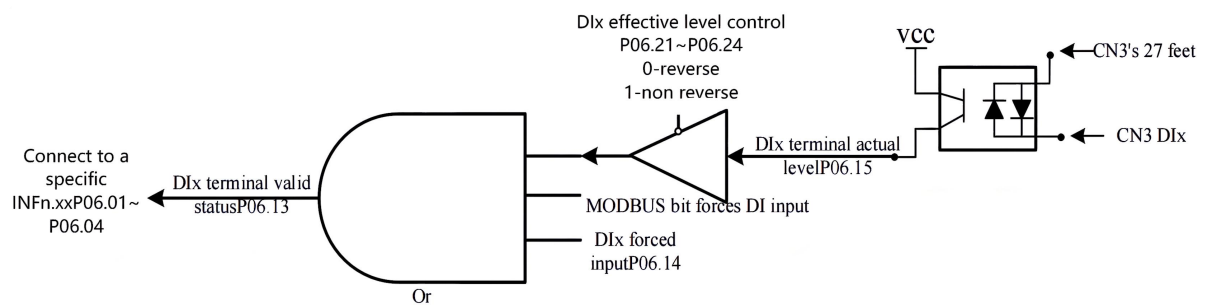 DIx effective level control
P06.21~P06.24
0-reverse
1-non reverse
vcc
CN3's 27 feet
CN3 DIx
DIx terminal actual
levelP06.15
MODBUS bit forces DI input
DIx forced
inputP06.14
Or
DIx terminal valid
statusP06.13
Connect to a
specific
INFn.xxP06.01~
P06.04